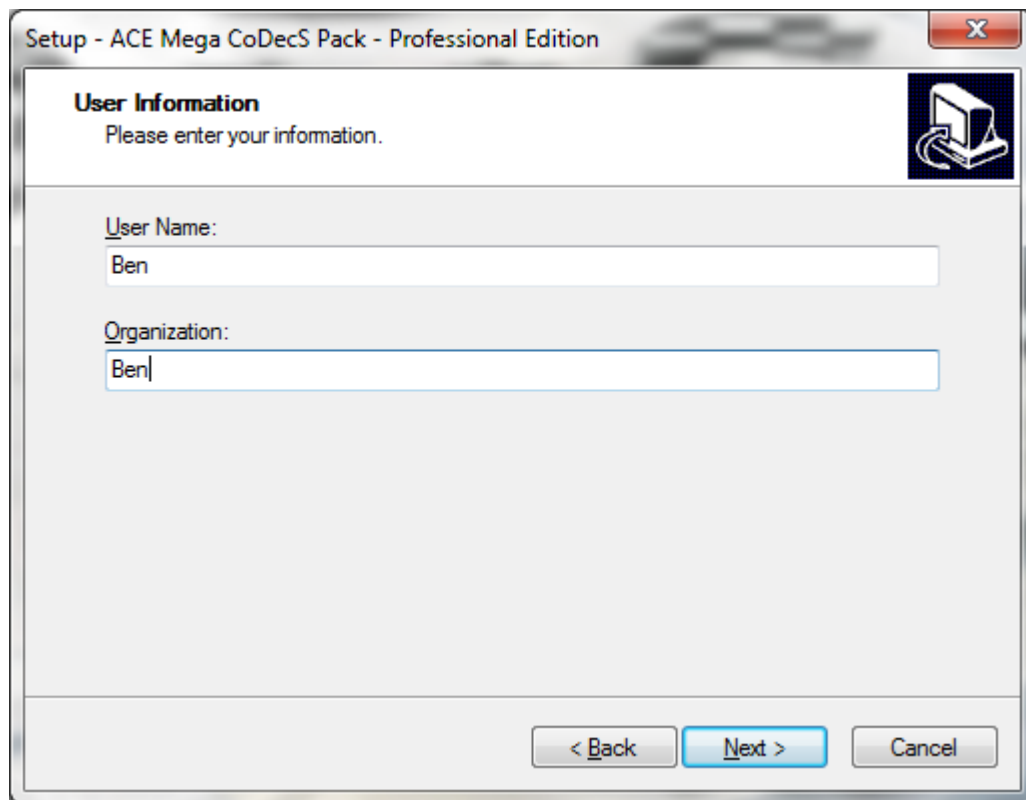 Setup - ACE Mega CoDecS Pack - Professional Edition
User Information
Please enter your information.
User Name:
Ben
Organization:
Ben
< Back
Next >
Cancel